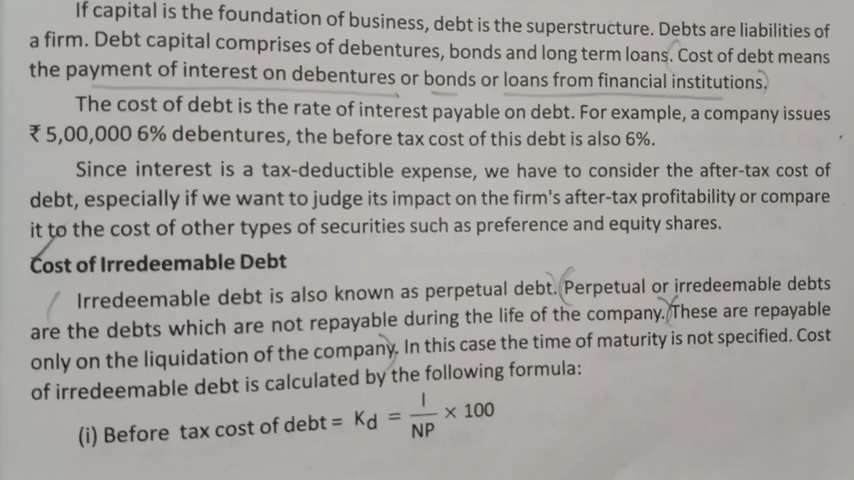 If capital is the foundation of business, debt is the superstructure. Debts are liabilities of
a firm. Debt capital comprises of debentures, bonds and long term loans. Cost of debt means
the payment of interest on debentures or bonds or loans from financial institutions.
The cost of debt is the rate of interest payable on debt. For example, a company issues
₹ 5,00,000 6% debentures, the before tax cost of this debt is also 6%.
Since interest is a tax-deductible expense, we have to consider the after-tax cost of
debt, especially if we want to judge its impact on the firm's after-tax profitability or compare
it to the cost of other types of securities such as preference and equity shares.
Cost of Irredeemable Debt
Irredeemable debt is also known as perpetual debt. Perpetual or irredeemable debts
are the debts which are not repayable during the life of the company. These are repayable
only on the liquidation of the company. In this case the time of maturity is not specified. Cost
of irredeemable debt is calculated by the following formula:
(i) Before tax cost of debt = Kd = I/NP × 100